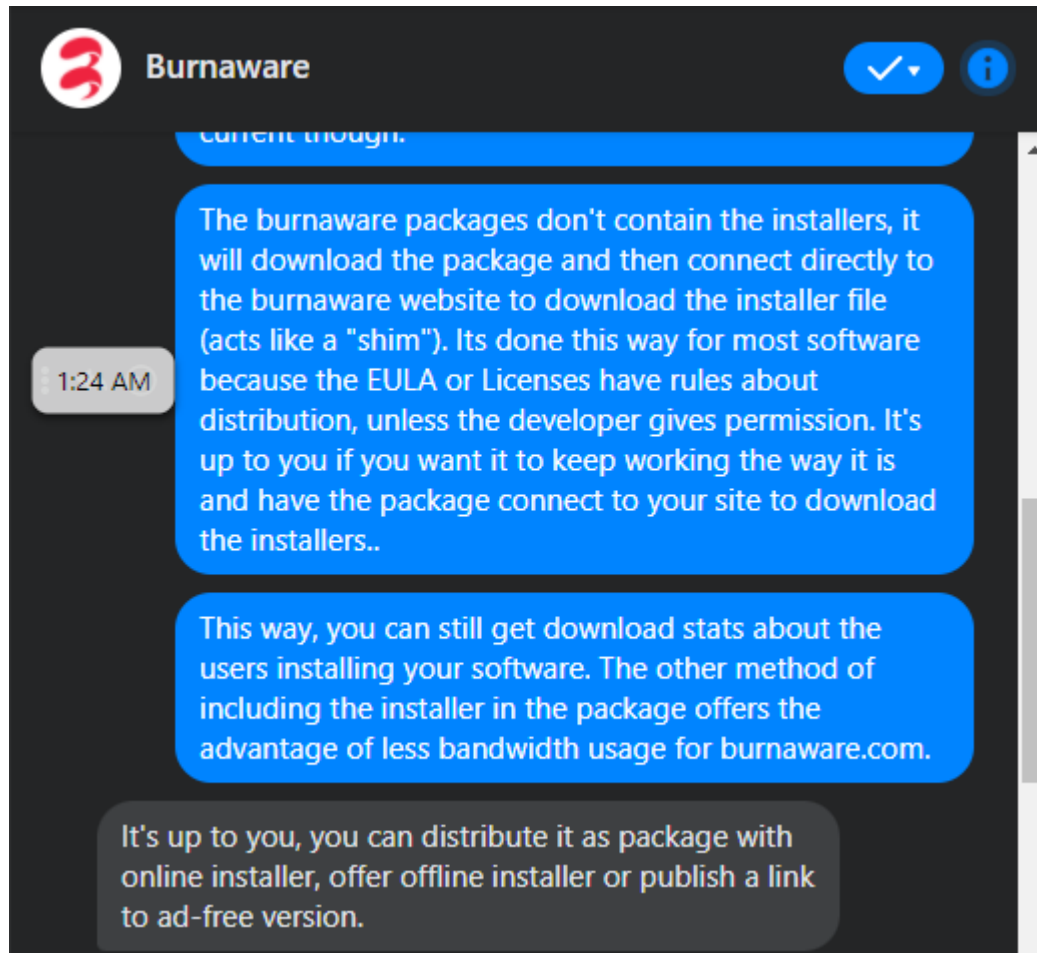 Burnaware
current though.
The burnaware packages don't contain the installers, it
will download the package and then connect directly to
the burnaware website to download the installer file
(acts like a "shim"). Its done this way for most software
because the EULA or Licenses have rules about
distribution, unless the developer gives permission. It's
up to you if you want it to keep working the way it is
and have the package connect to your site to download
the installers..
1:24 AM
This way, you can still get download stats about the
users installing your software. The other method of
including the installer in the package offers the
advantage of less bandwidth usage for burnaware.com.
It's up to you, you can distribute it as package with
online installer, offer offline installer or publish a link
to ad-free version.